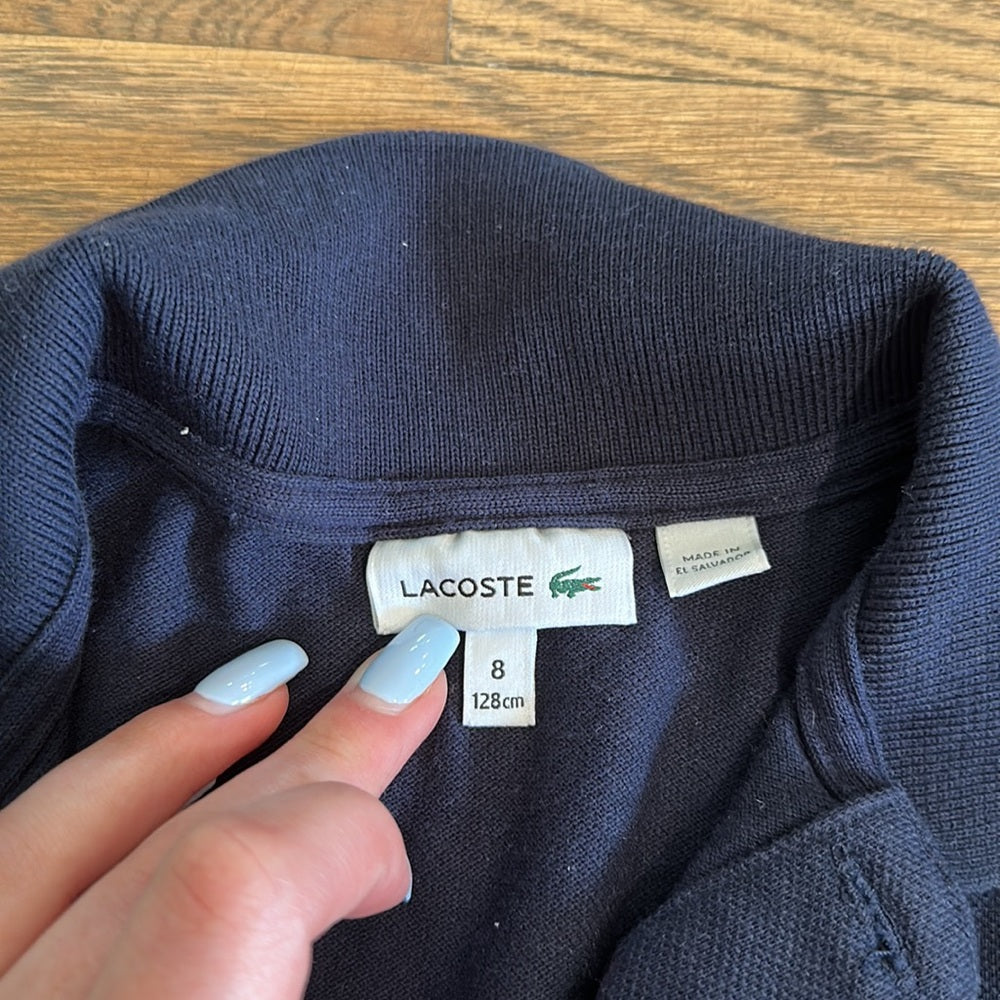 LACOSTE
MADE IN
EL SALVADOR
8
128cm